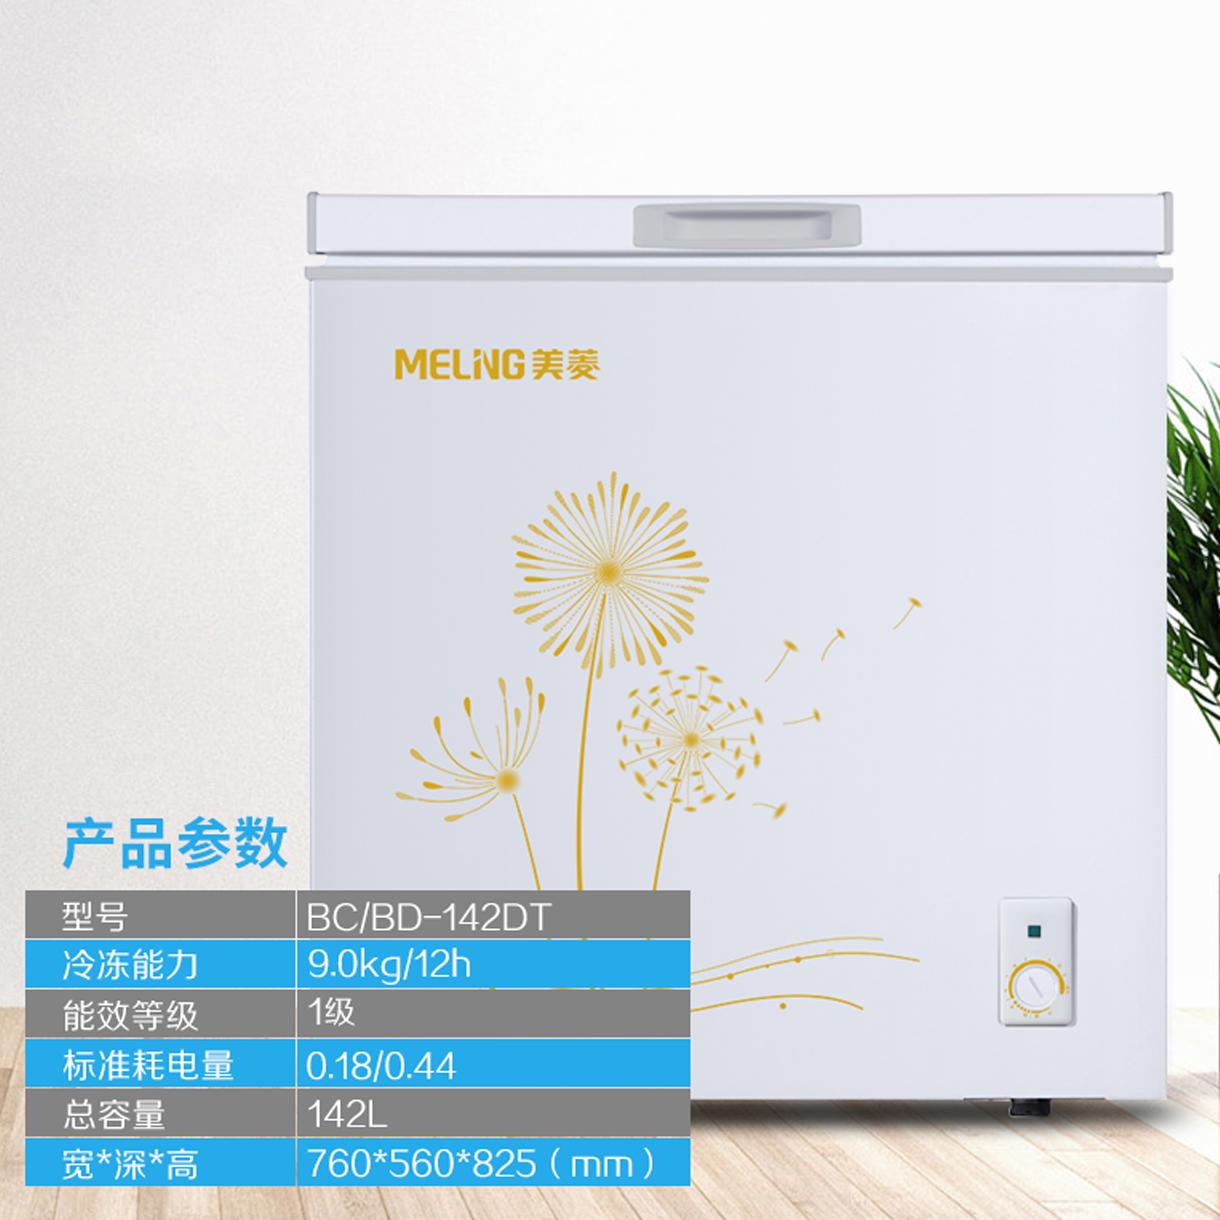 MELING美菱
产品参数
型号 BC/BD-142DT
冷冻能力 9.0kg/12h
能效等级 1级
标准耗电量 0.18/0.44
总容量 142L
宽*深*高 760*560*825（mm）